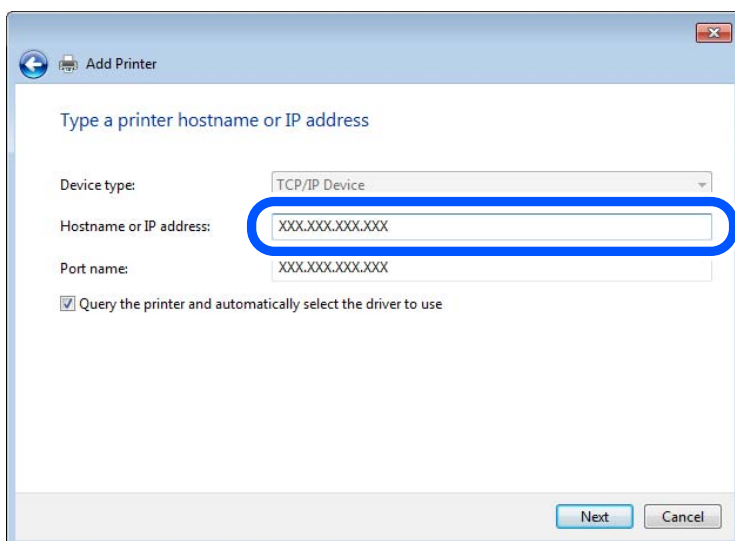 Add Printer
Type a printer hostname or IP address
Device type: TCP/IP Device
Hostname or IP address: XXX.XXX.XXX.XXX
Port name: XXX.XXX.XXX.XXX
Query the printer and automatically select the driver to use
Next Cancel